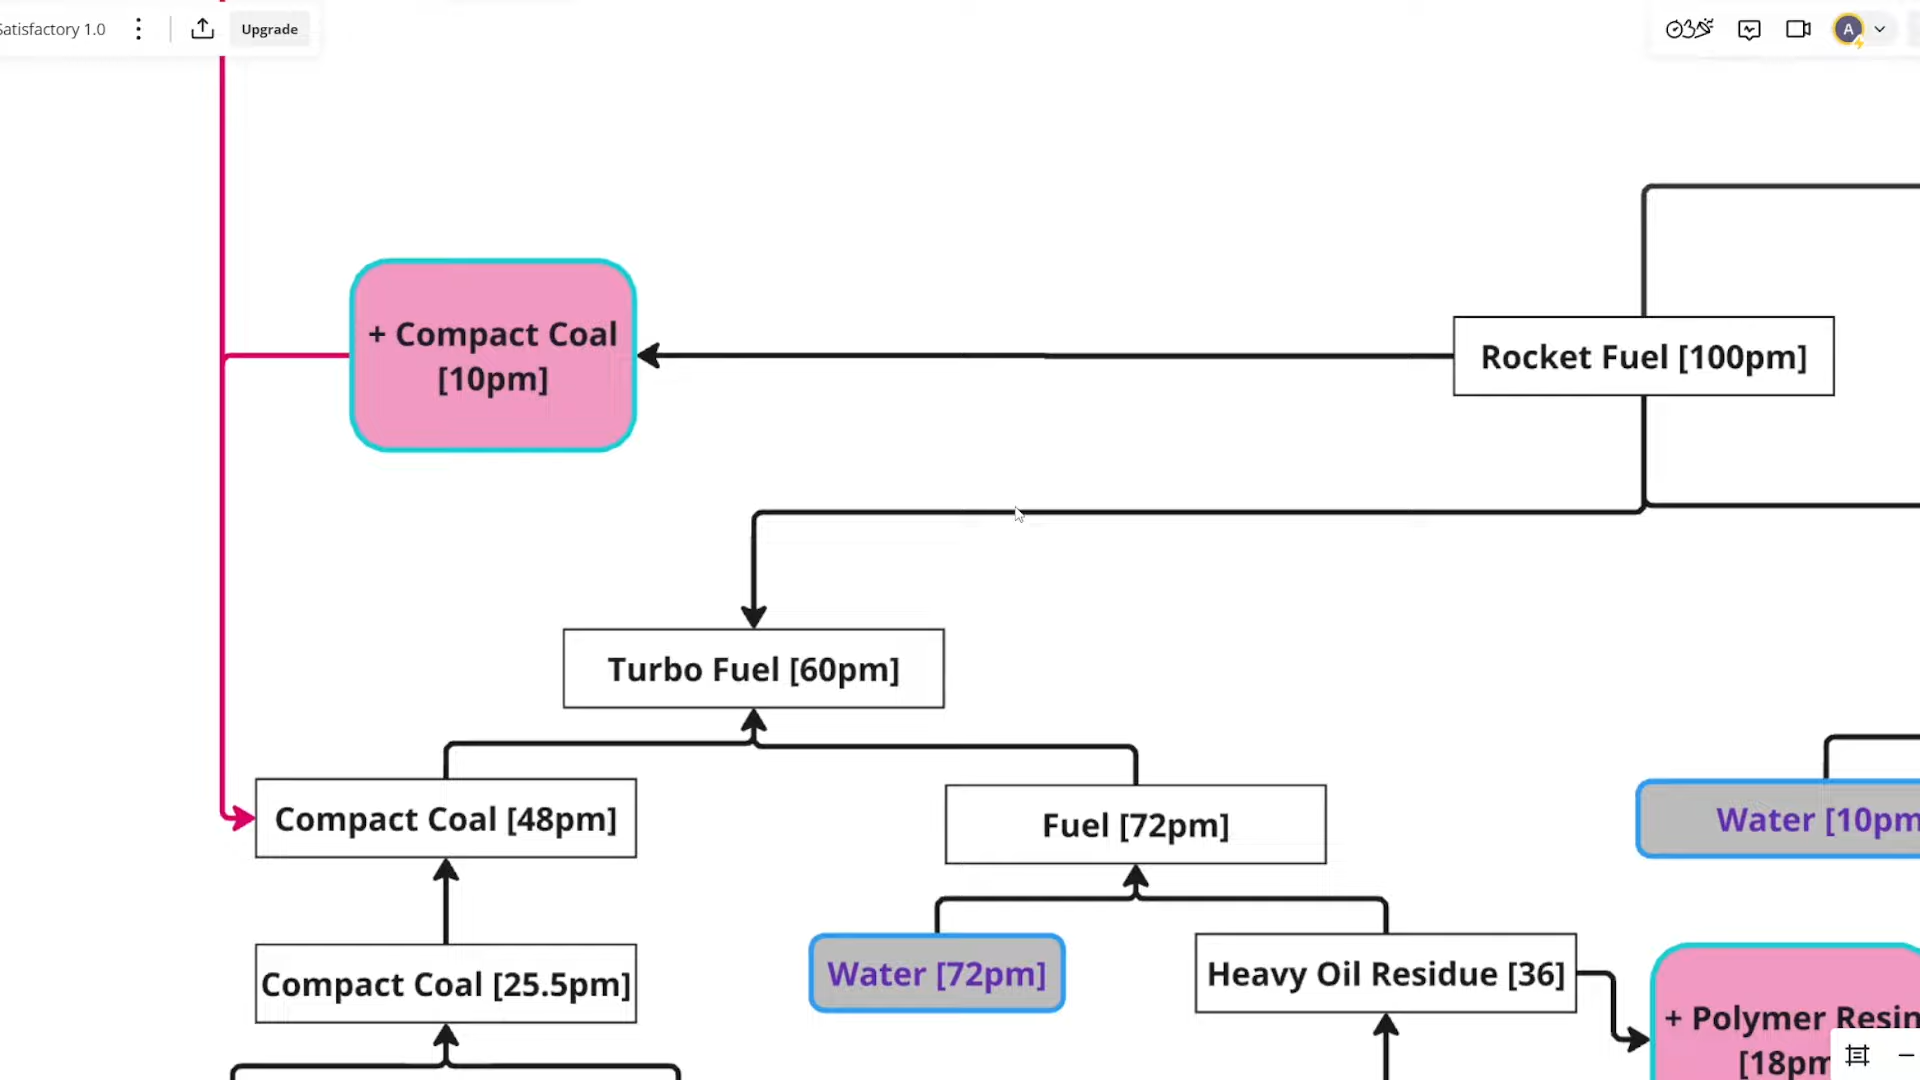 Satisfactory 1.0
Upgrade
A
+ Compact Coal
[10pm]
Rocket Fuel [100pm]
Turbo Fuel [60pm]
Compact Coal [48pm]
Fuel [72pm]
Water [10pm
Compact Coal [25.5pm]
Water [72pm]
Heavy Oil Residue [36]
+ Polymer Resin
[18pm